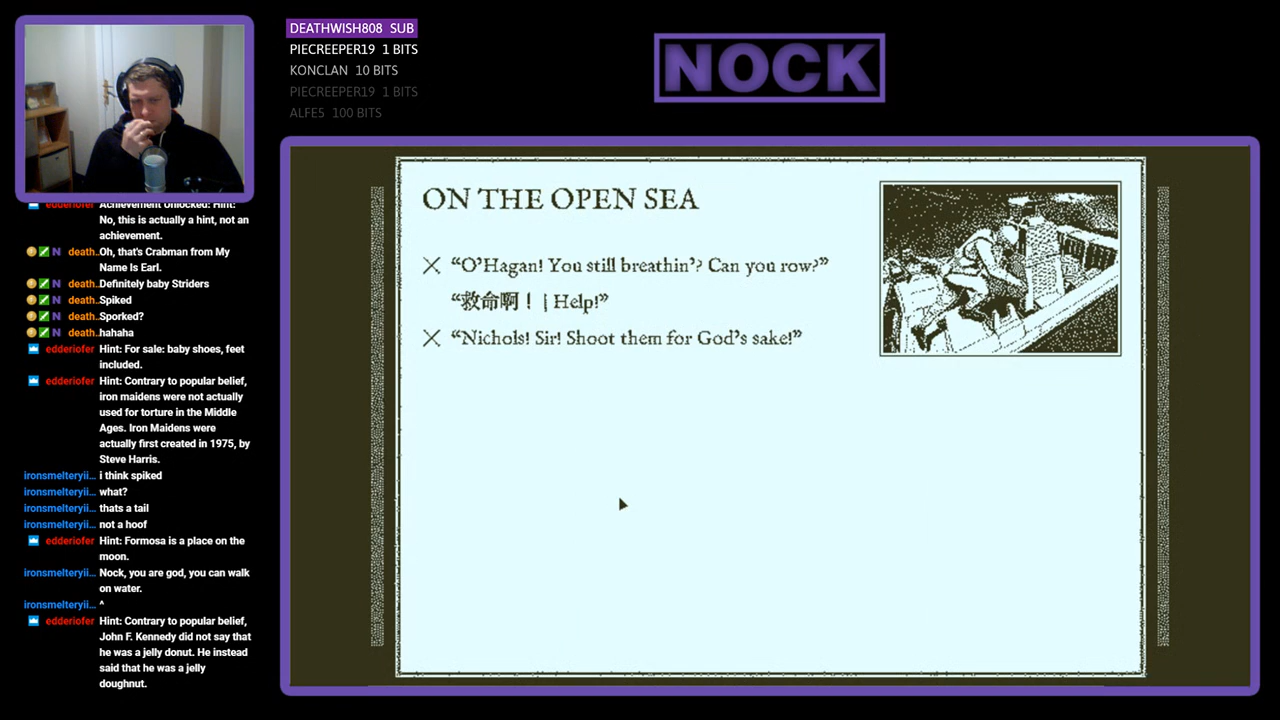 DEATHWISH808 SUB
PIECREEPER19 1 BITS
KONCLAN 10 BITS
PIECREEPER19 1 BITS
ALFE5 100 BITS
NOCK
edderiofer Achievement Unlocked: Hint:
No, this is actually a hint, not an
achievement.
N death..Oh, that's Crabman from My
Name Is Earl.
N death..Definitely baby Striders
N death..Spiked
N death..Sporked?
N death..hahaha
edderiofer Hint: For sale: baby shoes, feet
included.
edderiofer Hint: Contrary to popular belief,
iron maidens were not actually
used for torture in the Middle
Ages. Iron Maidens were
actually first created in 1975, by
Steve Harris.
ironsmelteryii... i think spiked
ironsmelteryii... what?
ironsmelteryii... thats a tail
ironsmelteryii... not a hoof
edderiofer Hint: Formosa is a place on the
moon.
ironsmelteryii... Nock, you are god, you can walk
on water.
ironsmelteryii... ^
edderiofer Hint: Contrary to popular belief,
John F. Kennedy did not say that
he was a jelly donut. He instead
said that he was a jelly
doughnut.
ON THE OPEN SEA
“O'Hagan! You still breathin'? Can you row?”
“救命啊！ | Help!”
“Nichols! Sir! Shoot them for God's sake!”